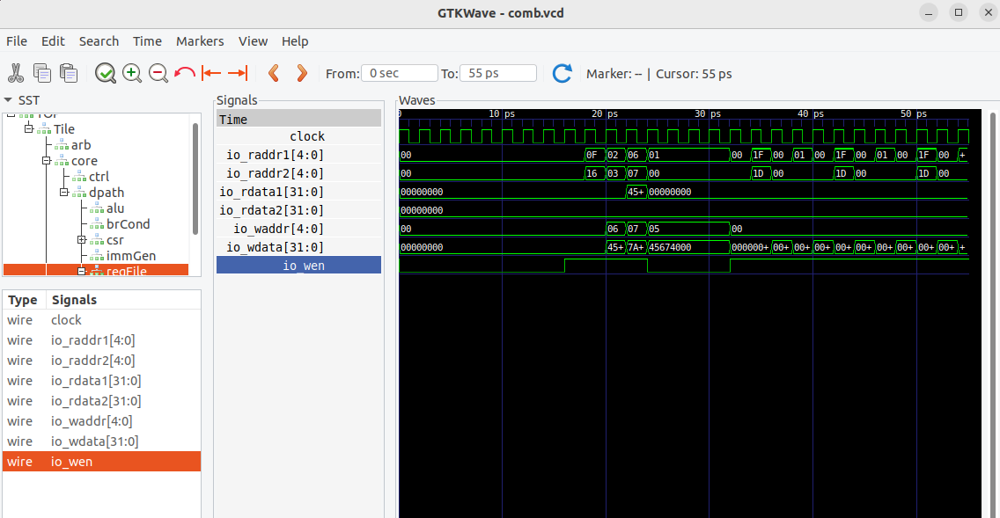 GTKWave - comb.vcd
File Edit Search Time Markers View Help
From: 0 sec To: 55 ps Marker: -- | Cursor: 55 ps
SST
Tile
arb
core
ctrl
dpath
alu
brCond
csr
immGen
regFile
Type Signals
wire clock
wire io_raddr1[4:0]
wire io_raddr2[4:0]
wire io_rdata1[31:0]
wire io_rdata2[31:0]
wire io_waddr[4:0]
wire io_wdata[31:0]
wire io_wen
Signals
Time
clock
io_raddr1[4:0]
io_raddr2[4:0]
io_rdata1[31:0]
io_rdata2[31:0]
io_waddr[4:0]
io_wdata[31:0]
io_wen
Waves
0 10 ps 20 ps 30 ps 40 ps 50 ps
00 0F 02 06 01 00 1F 00 01 00 1F 00 01 00 1F 00 +
00 16 03 07 00 1D 00 1D 00 1D 00
00000000 45+ 00000000
00000000
00 06 07 05 00
00000000 45+ 7A+ 45674000 000000+ 00+ 00+ 00+ 00+ 00+ 00+ 00+ 00+ 00+ +